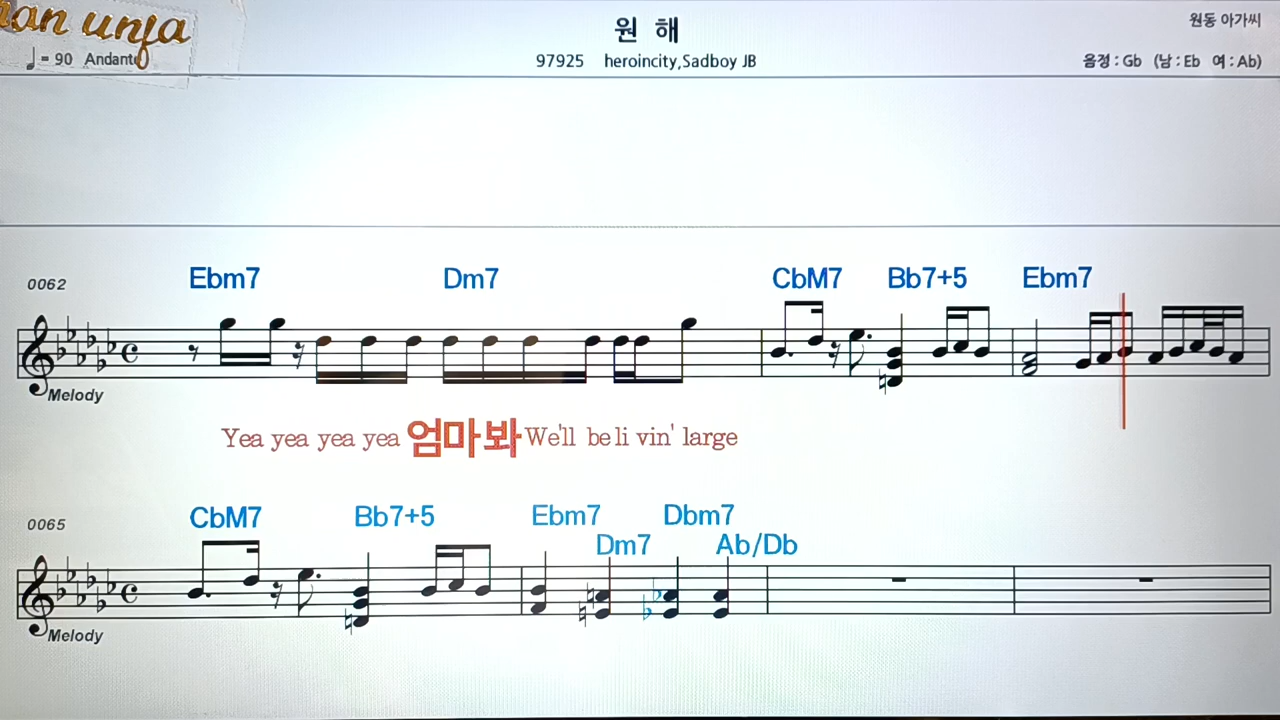 원 해
원동 아가씨
♩ = 90 Andante
97925 heroincity,Sadboy JB
음정 : Gb (남 : Eb 여 : Ab)
0062
Ebm7 Dm7 CbM7 Bb7+5 Ebm7
Melody
Yea yea yea yea 엄마 봐 We'll be li vin' large
0065
CbM7 Bb7+5 Ebm7 Dbm7
Dm7 Ab/Db
Melody